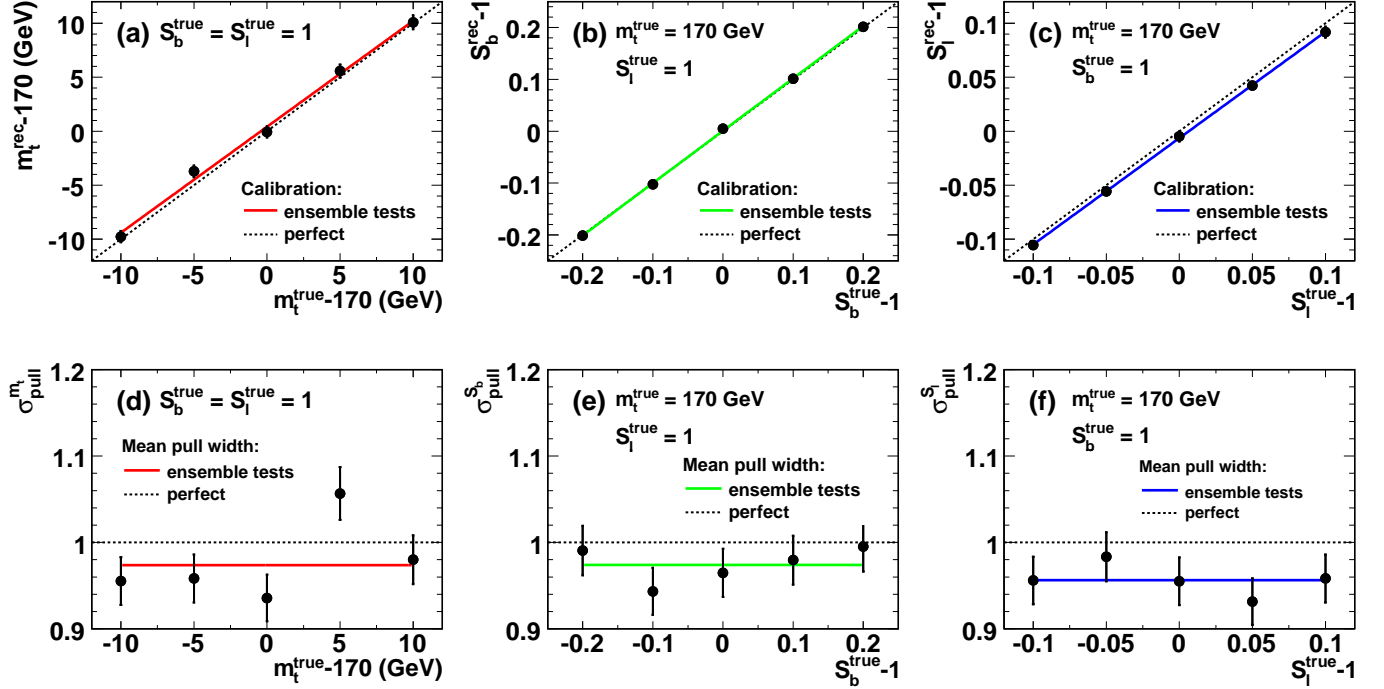 (a) S_b^true = S_l^true = 1
m_t^rec-170 (GeV)
10
5
0
-5
-10
Calibration:
ensemble tests
perfect
-10 -5 0 5 10
m_t^true-170 (GeV)
(b) m_t^true = 170 GeV
S_l^true = 1
S_b^rec-1
0.2
0.1
0
-0.1
-0.2
Calibration:
ensemble tests
perfect
-0.2 -0.1 0 0.1 0.2
S_b^true-1
(c) m_t^true = 170 GeV
S_b^true = 1
S_l^rec-1
0.1
0.05
0
-0.05
-0.1
Calibration:
ensemble tests
perfect
-0.1 -0.05 0 0.05 0.1
S_l^true-1
(d) S_b^true = S_l^true = 1
σ_pull^m_t
1.2
1.1
1
0.9
Mean pull width:
ensemble tests
perfect
-10 -5 0 5 10
m_t^true-170 (GeV)
(e) m_t^true = 170 GeV
S_l^true = 1
σ_pull^S_b
1.2
1.1
1
0.9
Mean pull width:
ensemble tests
perfect
-0.2 -0.1 0 0.1 0.2
S_b^true-1
(f) m_t^true = 170 GeV
S_b^true = 1
σ_pull^S_l
1.2
1.1
1
0.9
Mean pull width:
ensemble tests
perfect
-0.1 -0.05 0 0.05 0.1
S_l^true-1